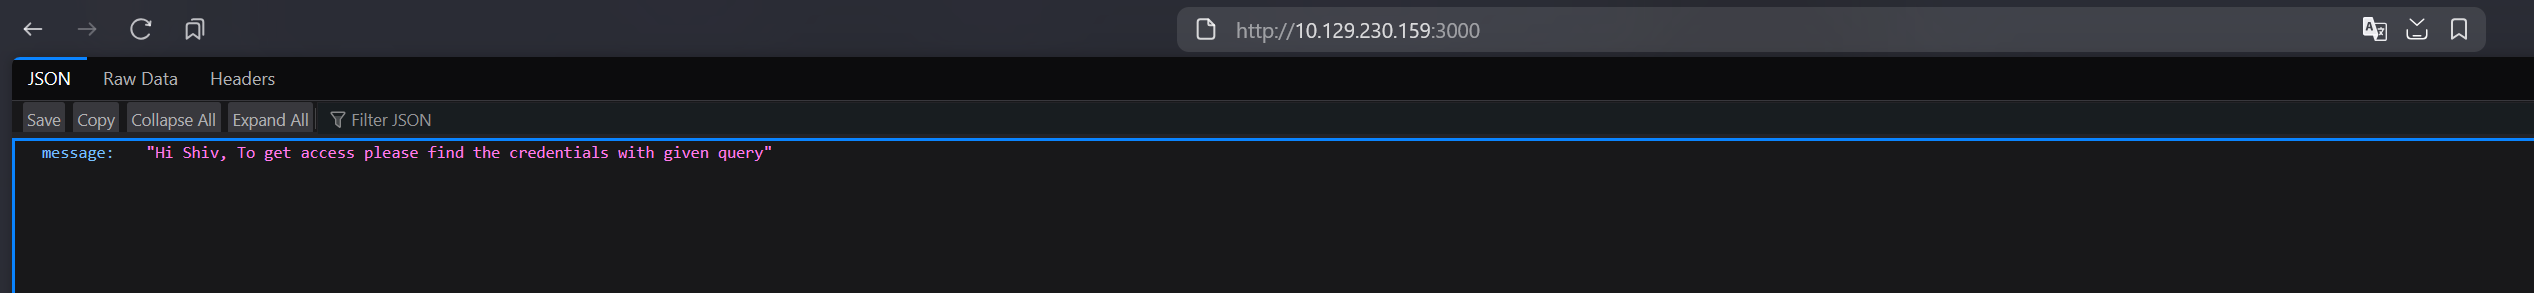 http://10.129.230.159:3000
JSON Raw Data Headers
Save Copy Collapse All Expand All Filter JSON
message: "Hi Shiv, To get access please find the credentials with given query"